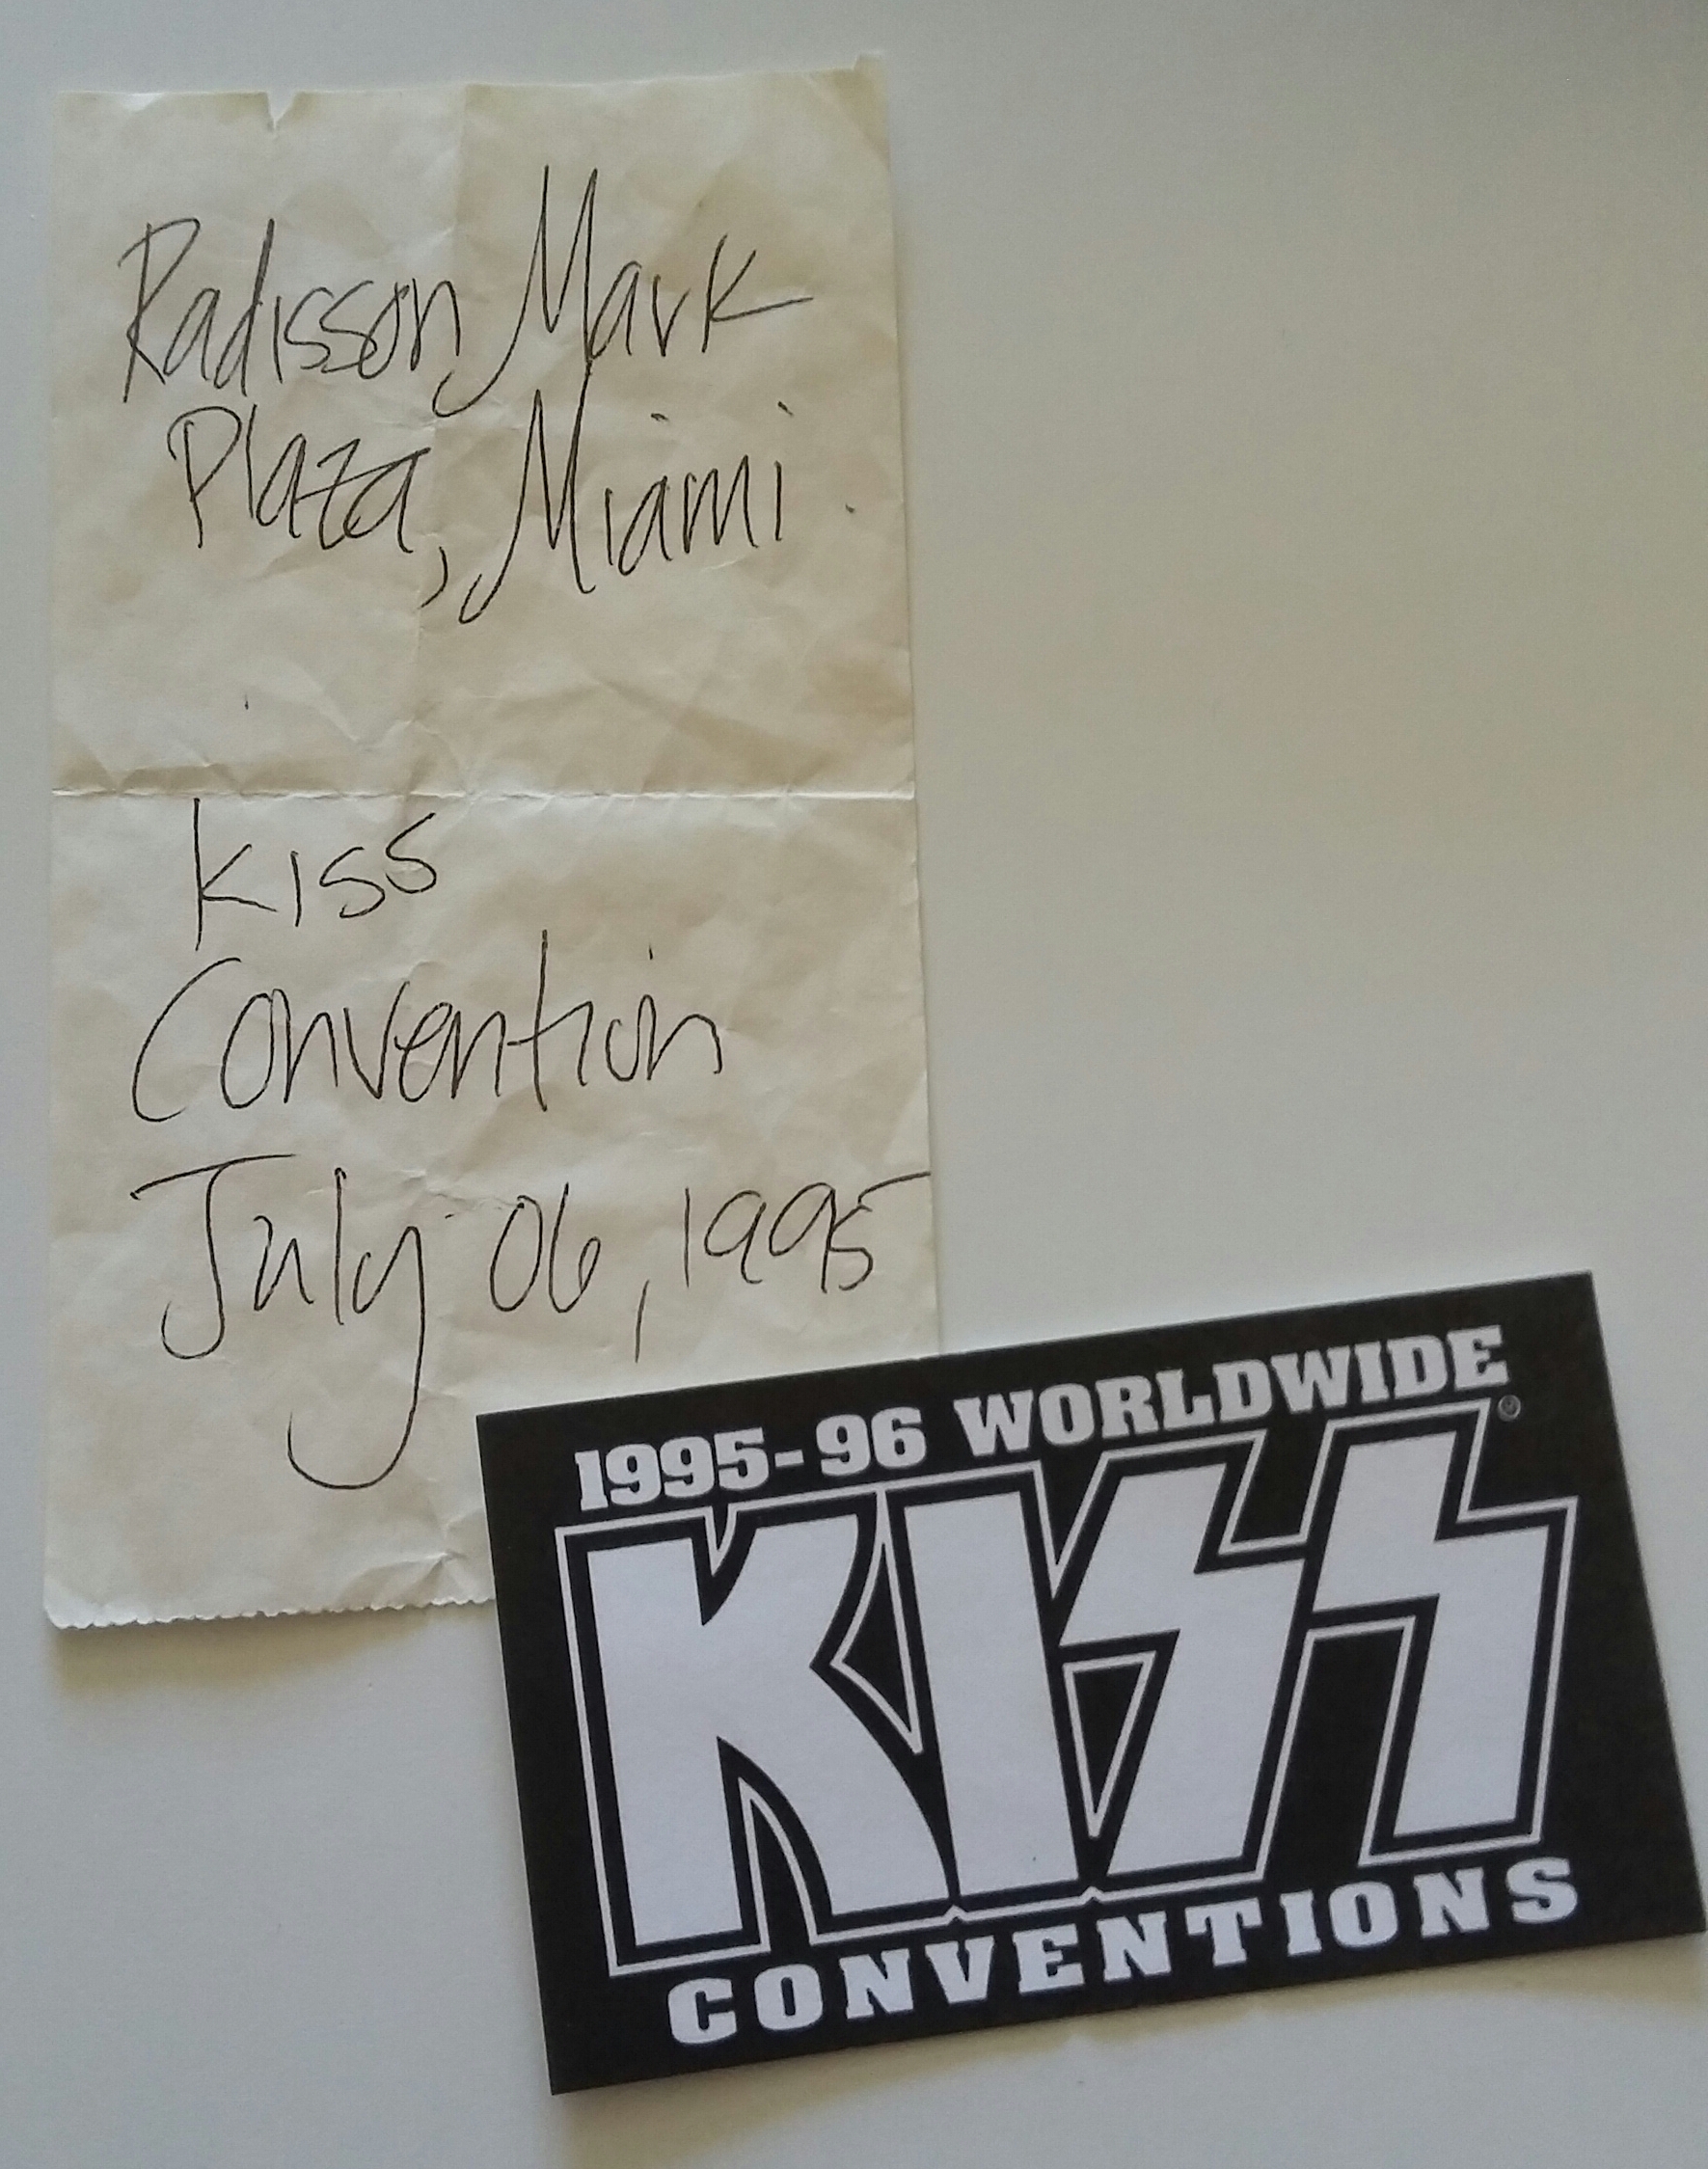 Radisson Mark
Plaza, Miami.
Kiss
Convention
July 06, 1995
1995-96 WORLDWIDE
KISS
CONVENTIONS